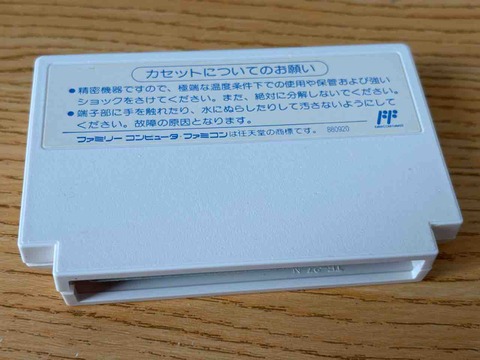 カセットについてのお願い
●精密機器ですので、極端な温度条件下での使用や保管および強い
ショックをさけてください。また、絶対に分解しないでください。
●端子部に手を触れたり、水にぬらしたりして汚さないようにして
ください。故障の原因となります。
ファミリーコンピュータ・ファミコンは任天堂の商標です。 880920